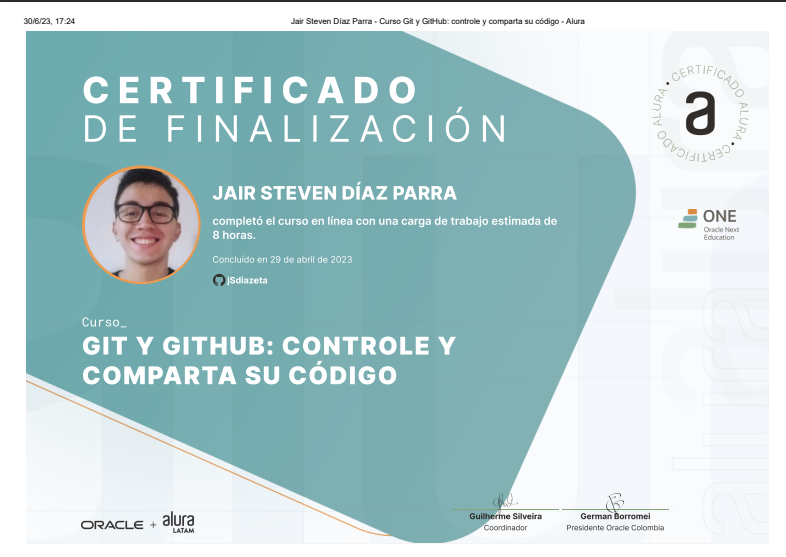 30/6/23, 17:24
Jair Steven Díaz Parra - Curso Git y GitHub: controle y comparta su código - Alura
CERTIFICADO
DE FINALIZACIÓN
CERTIFICADO ALURA • CERTIFICADO ALURA •
a
JAIR STEVEN DÍAZ PARRA
completó el curso en línea con una carga de trabajo estimada de
8 horas.
Concluído en 29 de abril de 2023
jSdiazeta
ONE
Oracle Next
Education
Curso_
GIT Y GITHUB: CONTROLE Y
COMPARTA SU CÓDIGO
ORACLE + alura
LATAM
Guilherme Silveira
Coordinador
German Borromei
Presidente Oracle Colombia